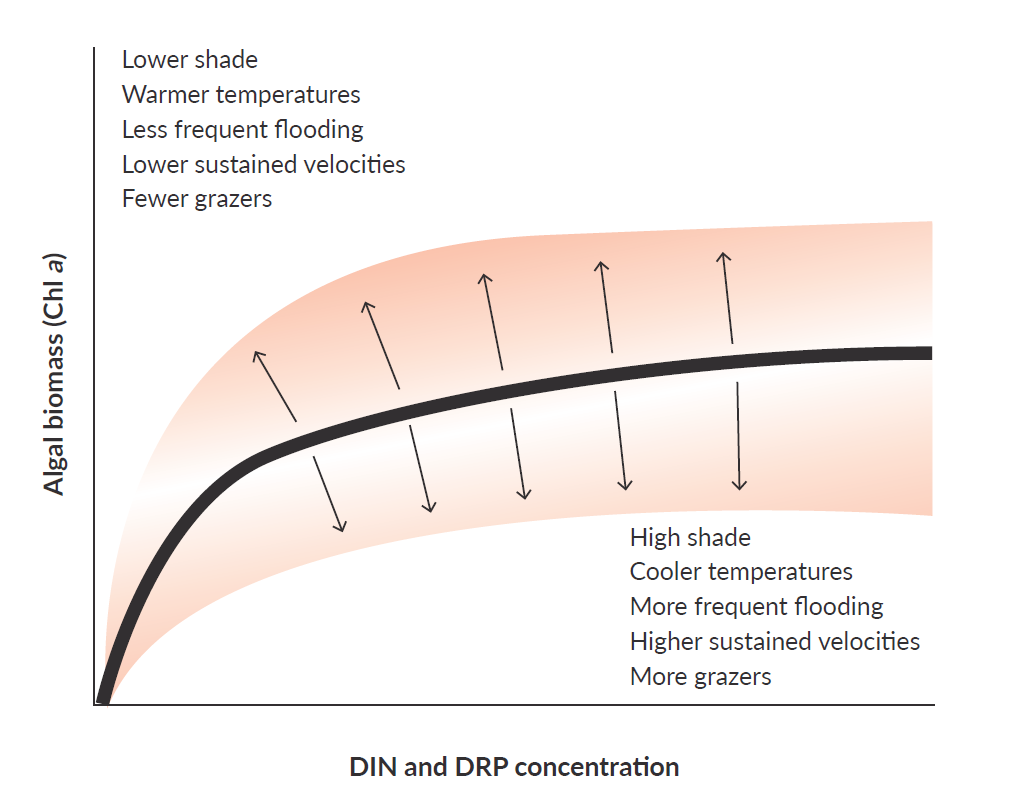 Lower shade
Warmer temperatures
Less frequent flooding
Lower sustained velocities
Fewer grazers
Algal biomass (Chl a)
High shade
Cooler temperatures
More frequent flooding
Higher sustained velocities
More grazers
DIN and DRP concentration